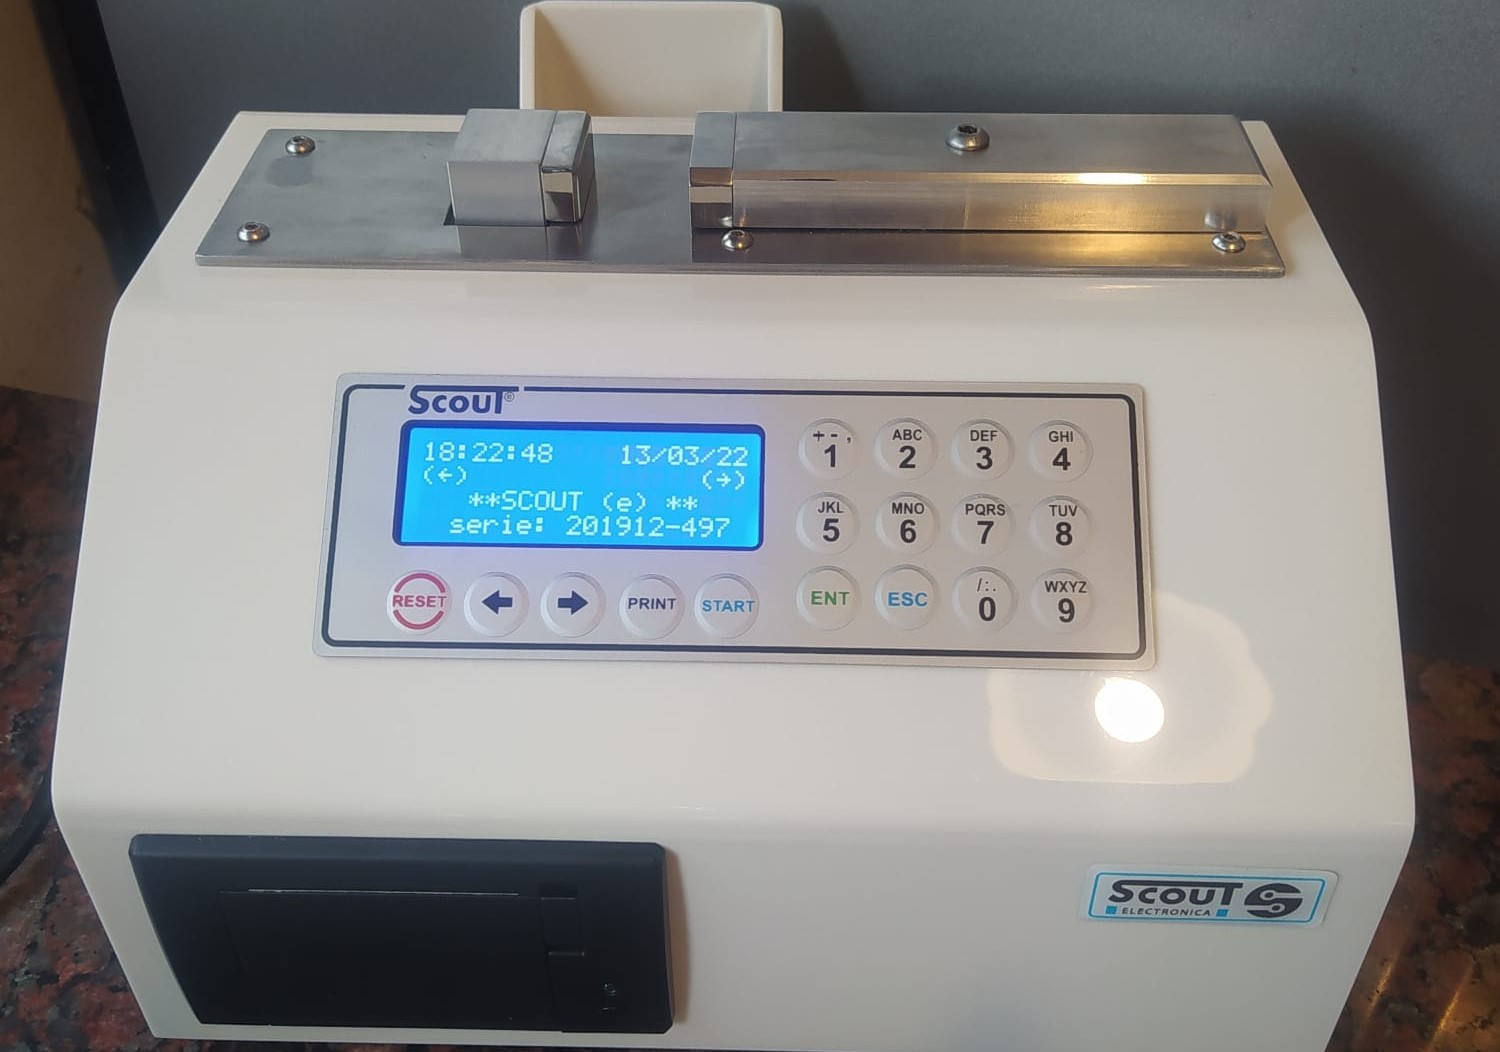 Scout®
18:22:48 13/03/22
(←) (→)
**SCOUT (e) **
serie: 201912-497
RESET ← → PRINT START
+ - , 1 ABC 2 DEF 3 GHI 4
JKL 5 MNO 6 PQRS 7 TUV 8
ENT ESC /:. 0 WXYZ 9
SCOUT
ELECTRONICA